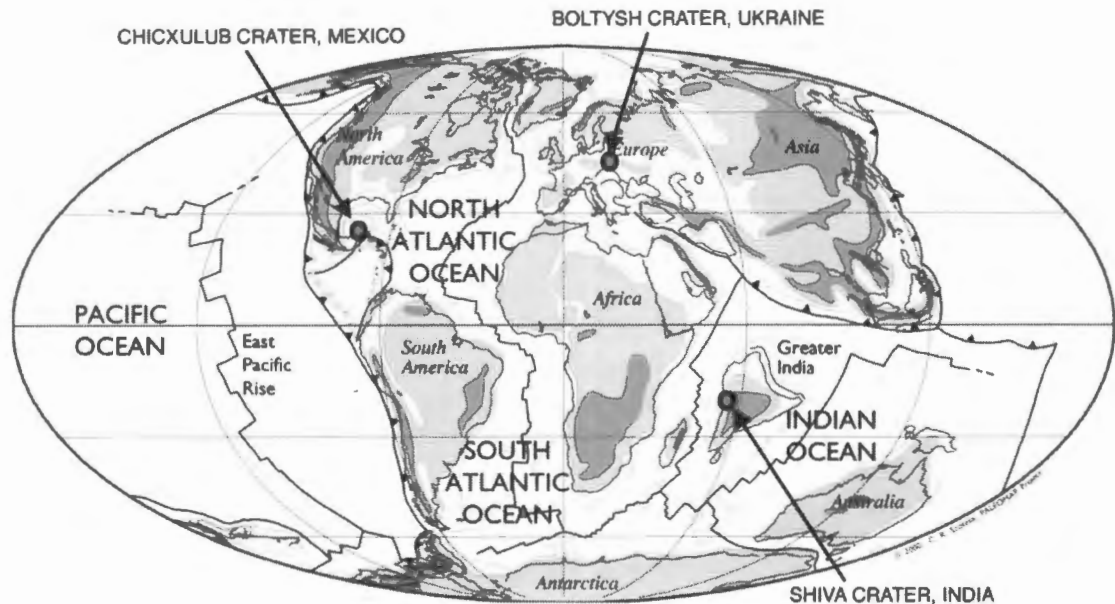 BOLTYSH CRATER, UKRAINE
CHICXULUB CRATER, MEXICO
North
America
Europe
Asia
NORTH
ATLANTIC
OCEAN
Africa
PACIFIC
OCEAN
East
Pacific
Rise
South
America
Greater
India
INDIAN
OCEAN
SOUTH
ATLANTIC
OCEAN
Australia
Antarctica
SHIVA CRATER, INDIA